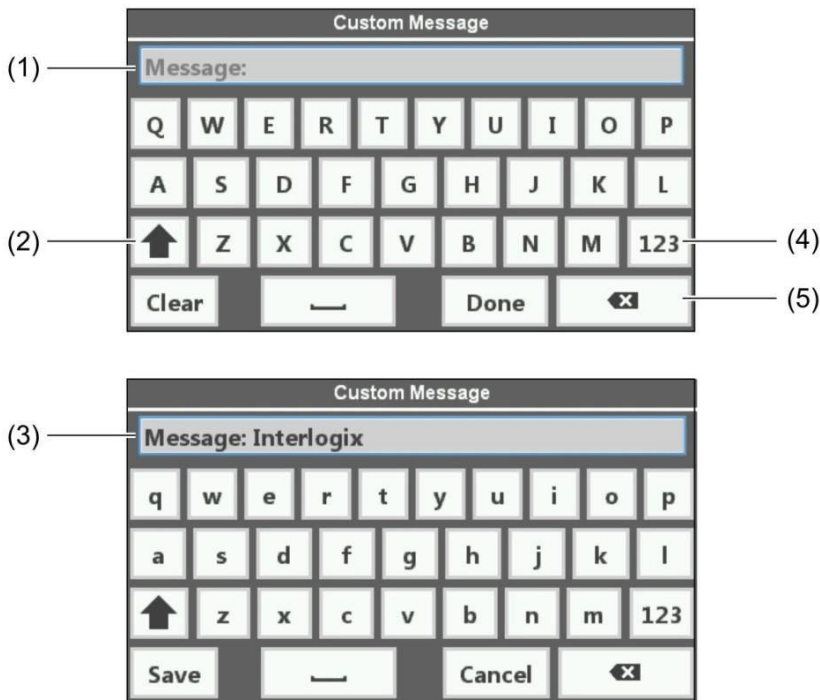 Custom Message
(1) Message:
Q W E R T Y U I O P
A S D F G H J K L
(2) Z X C V B N M 123 (4)
Clear Done (5)
Custom Message
(3) Message: Interlogix
q w e r t y u i o p
a s d f g h j k l
z x c v b n m 123
Save Cancel